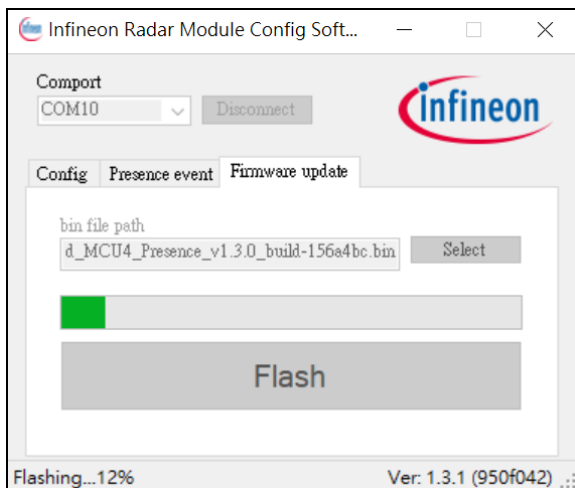 Infineon Radar Module Config Soft...
Comport
COM10
Disconnect
infineon
Config Presence event Firmware update
bin file path
d_MCU4_Presence_v1.3.0_build-156a4bc.bin
Select
Flash
Flashing...12%
Ver: 1.3.1 (950f042)